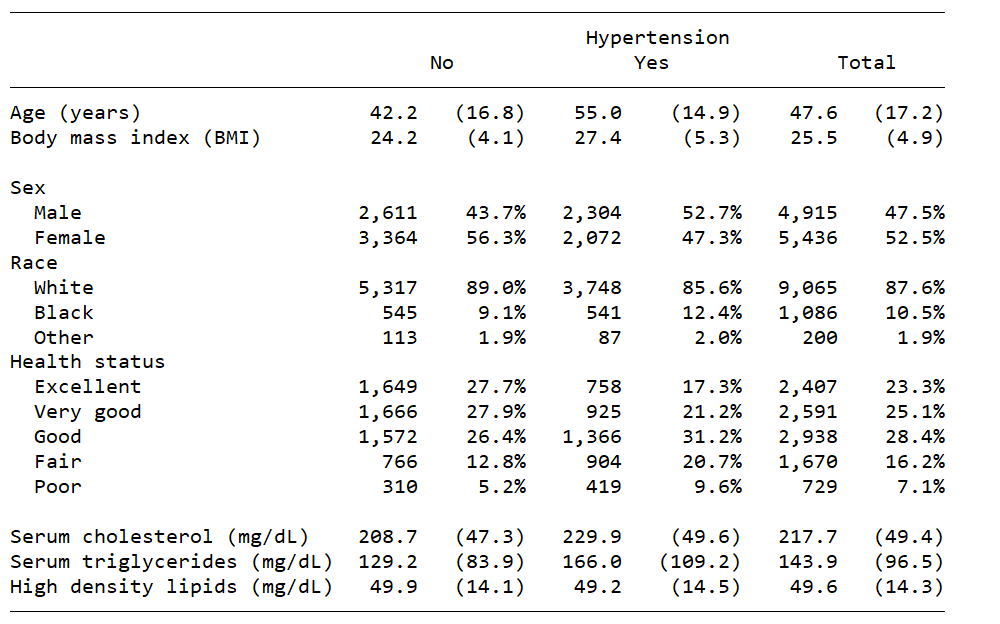 Hypertension
No Yes Total
Age (years) 42.2 (16.8) 55.0 (14.9) 47.6 (17.2)
Body mass index (BMI) 24.2 (4.1) 27.4 (5.3) 25.5 (4.9)
Sex
Male 2,611 43.7% 2,304 52.7% 4,915 47.5%
Female 3,364 56.3% 2,072 47.3% 5,436 52.5%
Race
White 5,317 89.0% 3,748 85.6% 9,065 87.6%
Black 545 9.1% 541 12.4% 1,086 10.5%
Other 113 1.9% 87 2.0% 200 1.9%
Health status
Excellent 1,649 27.7% 758 17.3% 2,407 23.3%
Very good 1,666 27.9% 925 21.2% 2,591 25.1%
Good 1,572 26.4% 1,366 31.2% 2,938 28.4%
Fair 766 12.8% 904 20.7% 1,670 16.2%
Poor 310 5.2% 419 9.6% 729 7.1%
Serum cholesterol (mg/dL) 208.7 (47.3) 229.9 (49.6) 217.7 (49.4)
Serum triglycerides (mg/dL) 129.2 (83.9) 166.0 (109.2) 143.9 (96.5)
High density lipids (mg/dL) 49.9 (14.1) 49.2 (14.5) 49.6 (14.3)